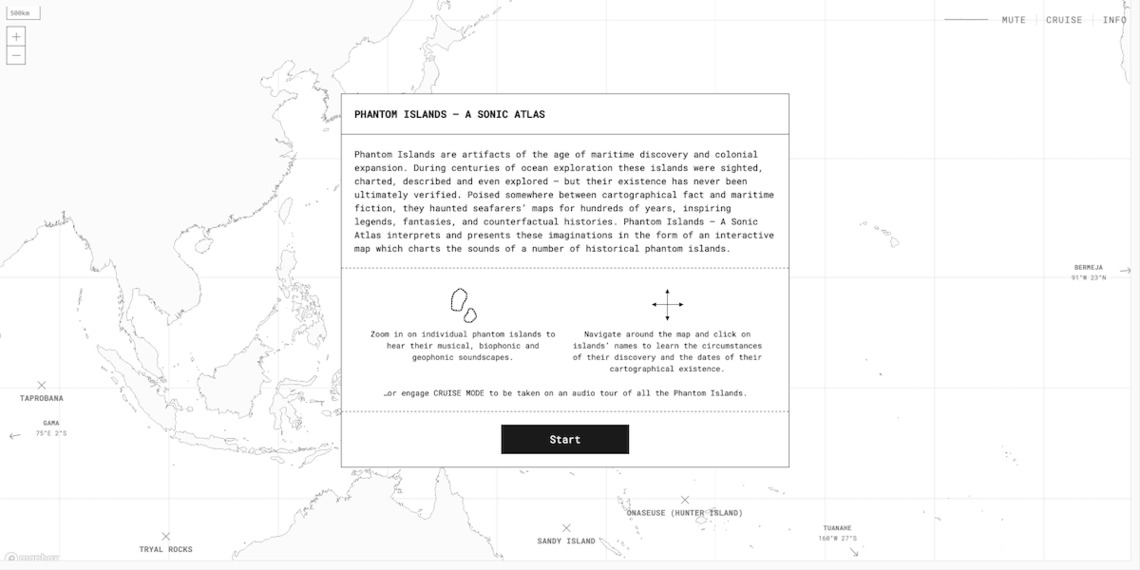 500km
MUTE
CRUISE
INFO
+
−
PHANTOM ISLANDS — A SONIC ATLAS
Phantom Islands are artifacts of the age of maritime discovery and colonial
expansion. During centuries of ocean exploration these islands were sighted,
charted, described and even explored – but their existence has never been
ultimately verified. Poised somewhere between cartographical fact and maritime
fiction, they haunted seafarers’ maps for hundreds of years, inspiring
legends, fantasies, and counterfactual histories. Phantom Islands – A Sonic
Atlas interprets and presents these imaginations in the form of an interactive
map which charts the sounds of a number of historical phantom islands.
Zoom in on individual phantom islands to
hear their musical, biophonic and
geophonic soundscapes.
Navigate around the map and click on
islands’ names to learn the circumstances
of their discovery and the dates of their
cartographical existence.
…or engage CRUISE MODE to be taken on an audio tour of all the Phantom Islands.
Start
BERMEJA
91°W 23°N
TAPROBANA
GAMA
75°E 2°S
TRYAL ROCKS
SANDY ISLAND
ONASEUSE (HUNTER ISLAND)
TUANAHE
160°W 27°S
mapbox